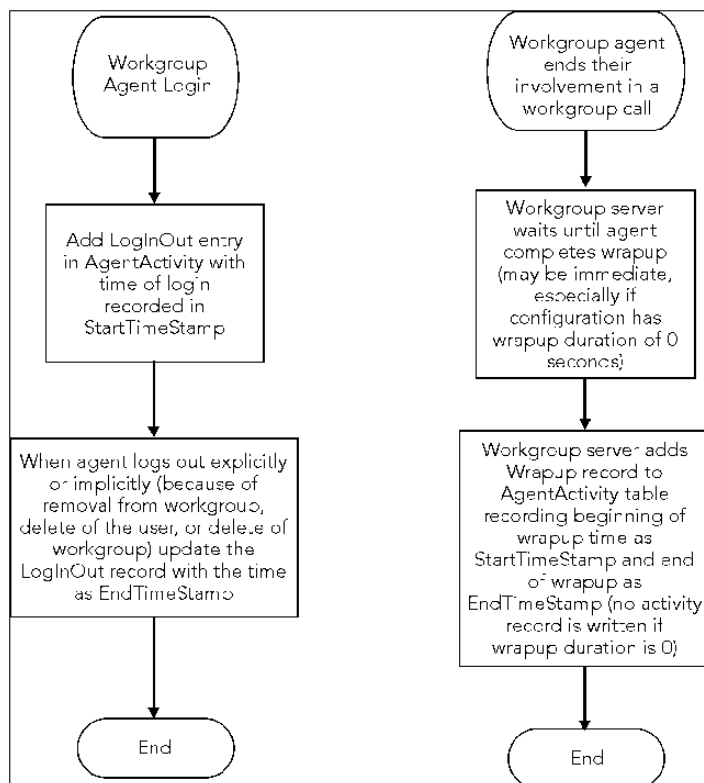 Workgroup
Agent Login
Add LogInOut entry
in AgentActivity with
time of login
recorded in
StartTimeStamp
When agent logs out explicitly
or implicitly (because of
removal from workgroup,
delete of the user, or delete of
workgroup) update the
LogInOut record with the time
as EndTimeStamp
End
Workgroup agent
ends their
involvement in a
workgroup call
Workgroup server
waits until agent
completes wrapup
(may be immediate,
especially if
configuration has
wrapup duration of 0
seconds)
Workgroup server adds
Wrapup record to
AgentActivity table
recording beginning of
wrapup time as
StartTimeStamp and end
of wrapup as
EndTimeStamp (no activity
record is written if
wrapup duration is 0)
End